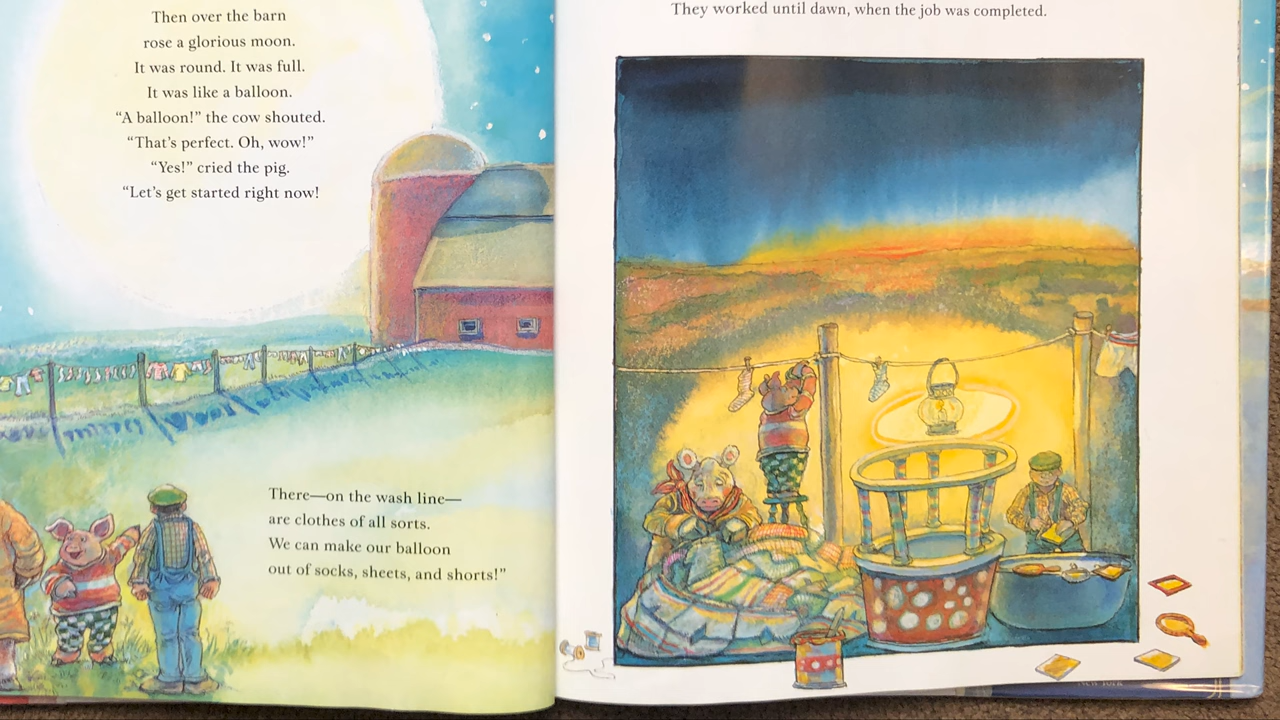 Then over the barn
rose a glorious moon.
It was round. It was full.
It was like a balloon.
“A balloon!” the cow shouted.
“That’s perfect. Oh, wow!”
“Yes!” cried the pig.
“Let’s get started right now!
There—on the wash line—
are clothes of all sorts.
We can make our balloon
out of socks, sheets, and shorts!”
They worked until dawn, when the job was completed.